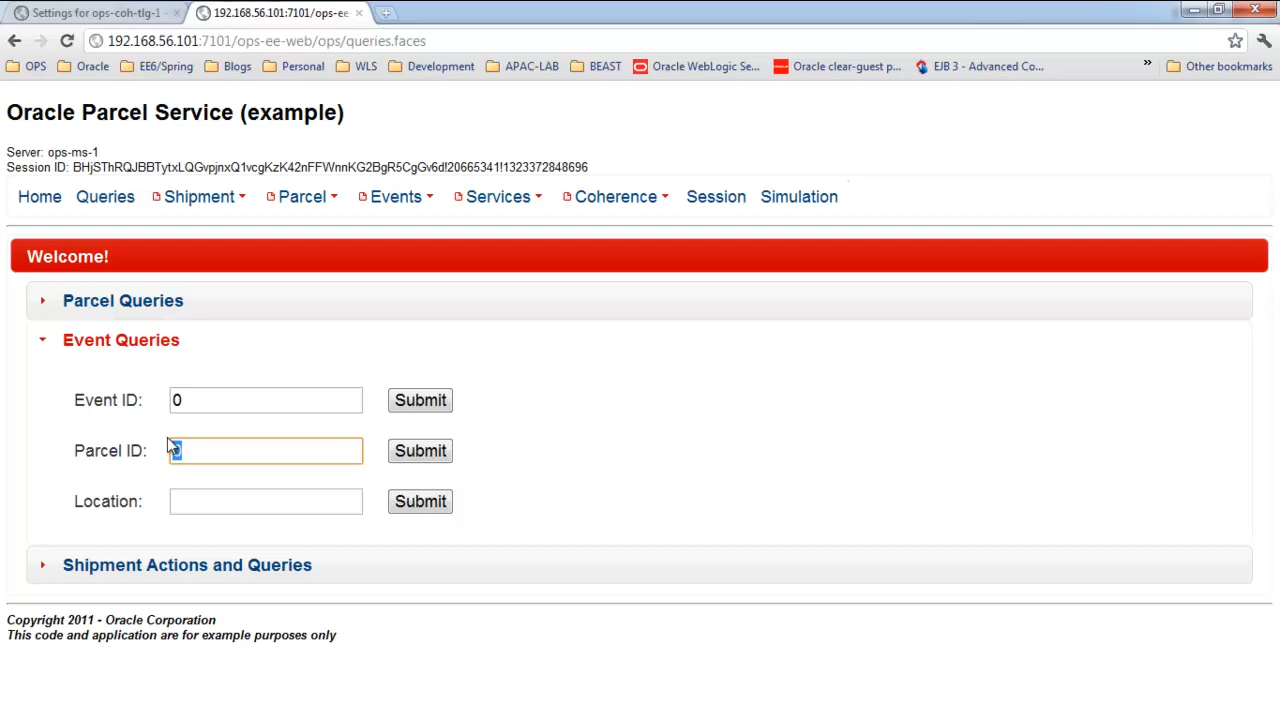 Settings for ops-coh-tlg-1 -
192.168.56.101:7101/ops-ee
192.168.56.101:7101/ops-ee-web/ops/queries.faces
OPS Oracle EE6/Spring Blogs Personal WLS Development APAC-LAB BEAST Oracle WebLogic Se... Oracle clear-guest p... EJB 3 - Advanced Co... » Other bookmarks
Oracle Parcel Service (example)
Server: ops-ms-1
Session ID: BHjSThRQJBBTytxLQGvpjnxQ1vcgKzK42nFFWnnKG2BgR5CgGv6d!20665341!1323372848696
Home Queries Shipment Parcel Events Services Coherence Session Simulation
Welcome!
Parcel Queries
Event Queries
Event ID: 0 Submit
Parcel ID: 0 Submit
Location: Submit
Shipment Actions and Queries
Copyright 2011 - Oracle Corporation
This code and application are for example purposes only